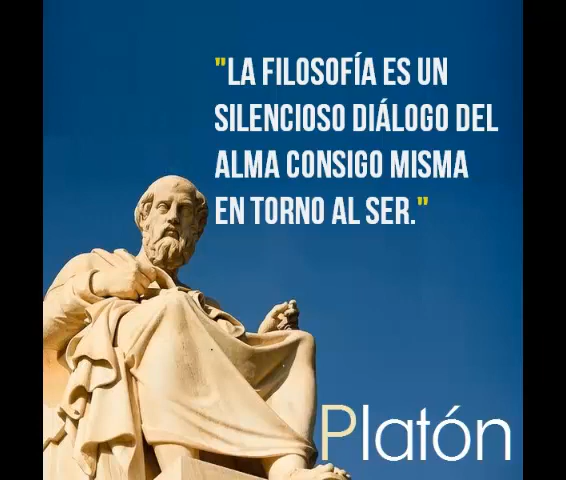 "LA FILOSOFÍA ES UN
SILENCIOSO DIÁLOGO DEL
ALMA CONSIGO MISMA
EN TORNO AL SER."
Platón